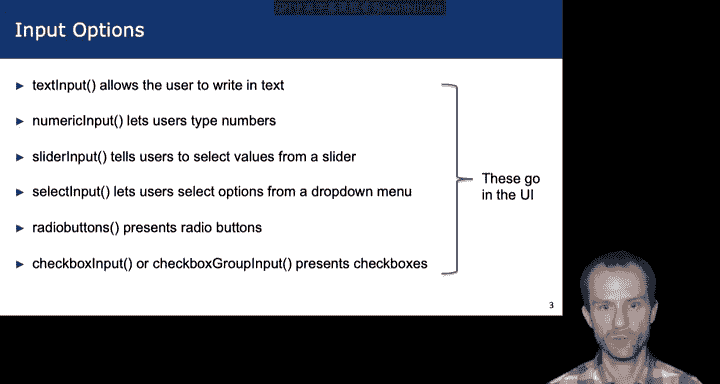 Input Options
► textInput() allows the user to write in text
► numericInput() lets users type numbers
► sliderInput() tells users to select values from a slider
► selectInput() lets users select options from a dropdown menu
► radiobuttons() presents radio buttons
► checkboxInput() or checkboxGroupInput() presents checkboxes
These go
in the UI
3